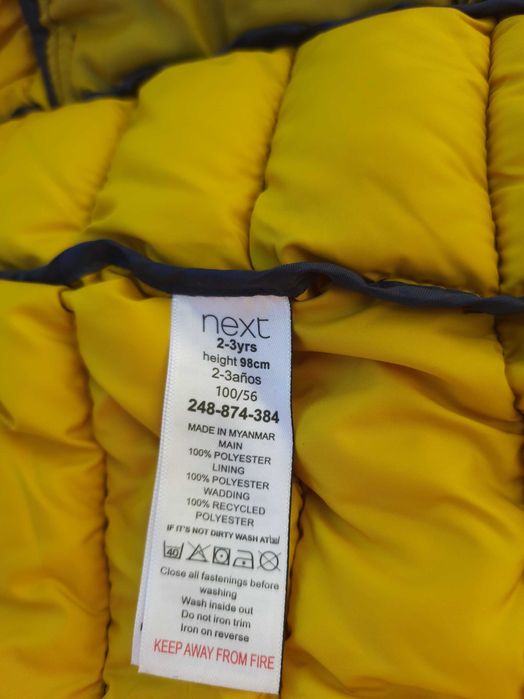 next
2-3yrs
height 98cm
2-3años
100/56
248-874-384
MADE IN MYANMAR
MAIN
100% POLYESTER
LINING
100% POLYESTER
WADDING
100% RECYCLED
POLYESTER
IF IT'S NOT DIRTY WASH AT
40
Close all fastenings before
washing
Wash inside out
Do not iron trim
Iron on reverse
KEEP AWAY FROM FIRE